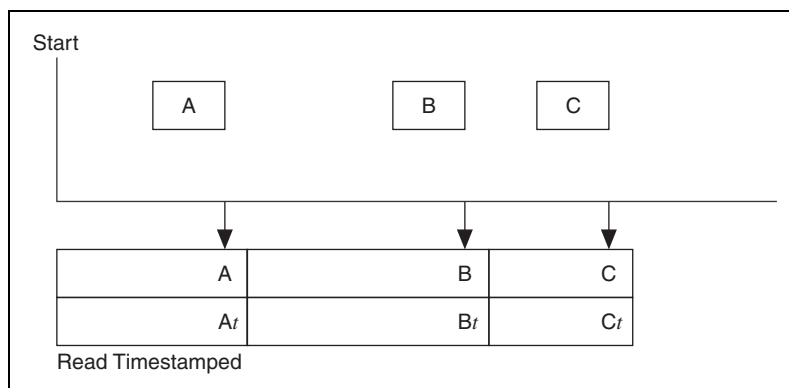 Start
A B C
A B C
At Bt Ct
Read Timestamped